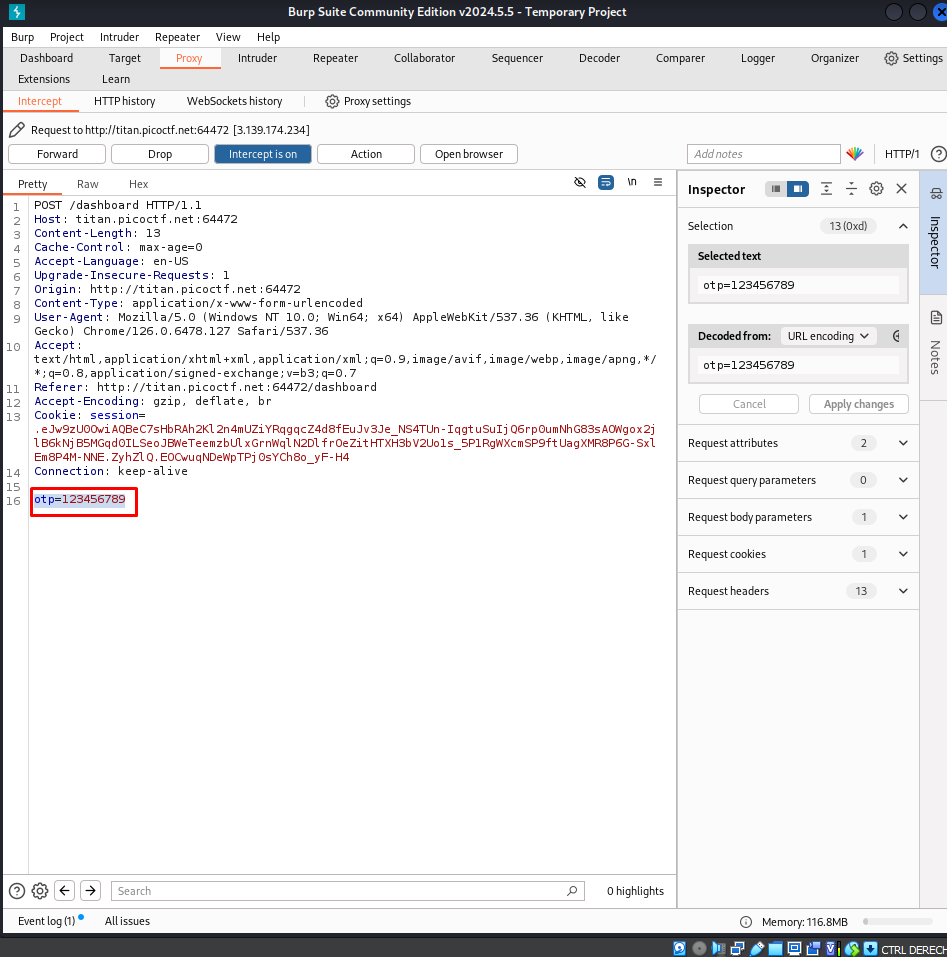 Burp Suite Community Edition v2024.5.5 - Temporary Project
Burp Project Intruder Repeater View Help
Dashboard Target Proxy Intruder Repeater Collaborator Sequencer Decoder Comparer Logger Organizer Settings
Extensions Learn
Intercept HTTP history WebSockets history Proxy settings
Request to http://titan.picoctf.net:64472 [3.139.174.234]
Forward Drop Intercept is on Action Open browser Add notes HTTP/1
Pretty Raw Hex \n
1 POST /dashboard HTTP/1.1
2 Host: titan.picoctf.net:64472
3 Content-Length: 13
4 Cache-Control: max-age=0
5 Accept-Language: en-US
6 Upgrade-Insecure-Requests: 1
7 Origin: http://titan.picoctf.net:64472
8 Content-Type: application/x-www-form-urlencoded
9 User-Agent: Mozilla/5.0 (Windows NT 10.0; Win64; x64) AppleWebKit/537.36 (KHTML, like
Gecko) Chrome/126.0.6478.127 Safari/537.36
10 Accept:
text/html,application/xhtml+xml,application/xml;q=0.9,image/avif,image/webp,image/apng,*/
*;q=0.8,application/signed-exchange;v=b3;q=0.7
11 Referer: http://titan.picoctf.net:64472/dashboard
12 Accept-Encoding: gzip, deflate, br
13 Cookie: session=
.eJw9zU0OwiAQBeC7sHbRAh2Kl2n4mUZiYRqgqcZ4d8fEuJv3Je_NS4TUn-IqgtuSuIjQ6rp0umNhG83sAOWgox2j
lB6kNjB5MGqd0ILSeoJBWeTeemzbUlxGrnWqlN2DlfrOeZitHTXH3bV2Uo1s_5P1RgWXcmSP9ftUagXMR8P6G-Sxl
Em8P4M-NNE.ZyhZlQ.EOCwuqNDeWpTPj0sYCh8o_yF-H4
14 Connection: keep-alive
15
16 otp=123456789
Inspector
Selection 13 (0xd)
Selected text
otp=123456789
Decoded from: URL encoding
otp=123456789
Cancel Apply changes
Request attributes 2
Request query parameters 0
Request body parameters 1
Request cookies 1
Request headers 13
Inspector
Notes
Search 0 highlights
Event log (1) All issues Memory: 116.8MB
CTRL DERECH